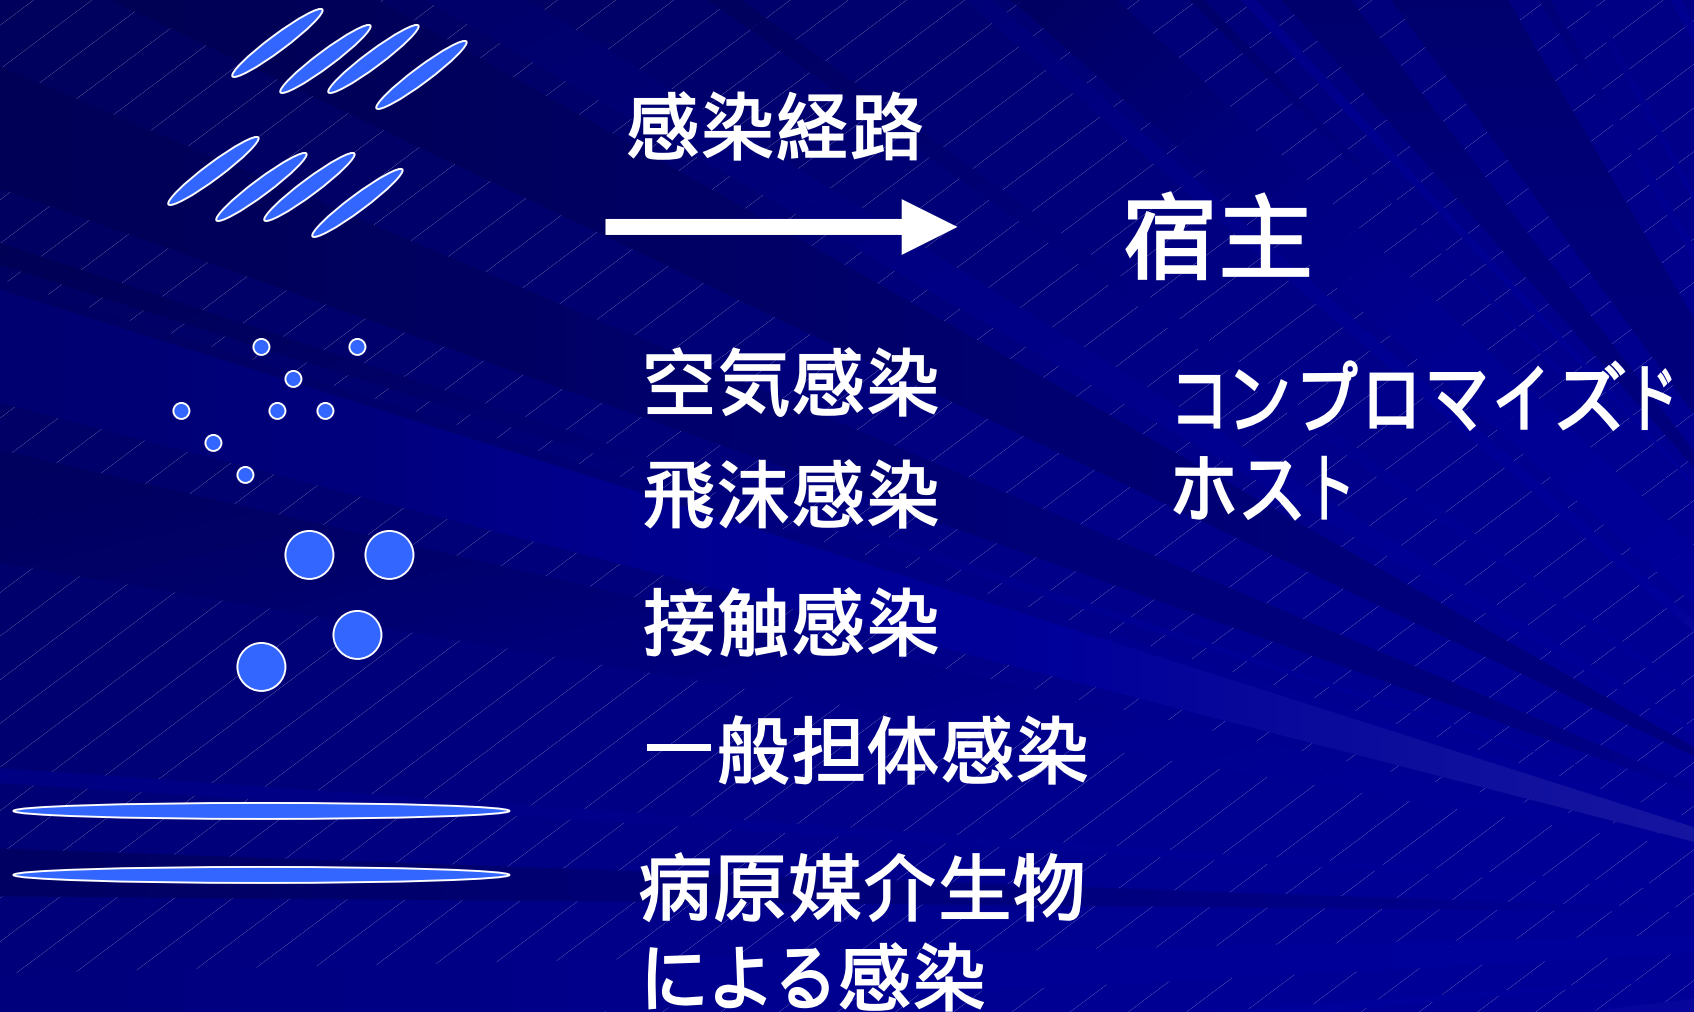 感染経路
宿主
空気感染
飛沫感染
接触感染
一般担体感染
病原媒介生物
による感染
コンプロマイズド
ホスト